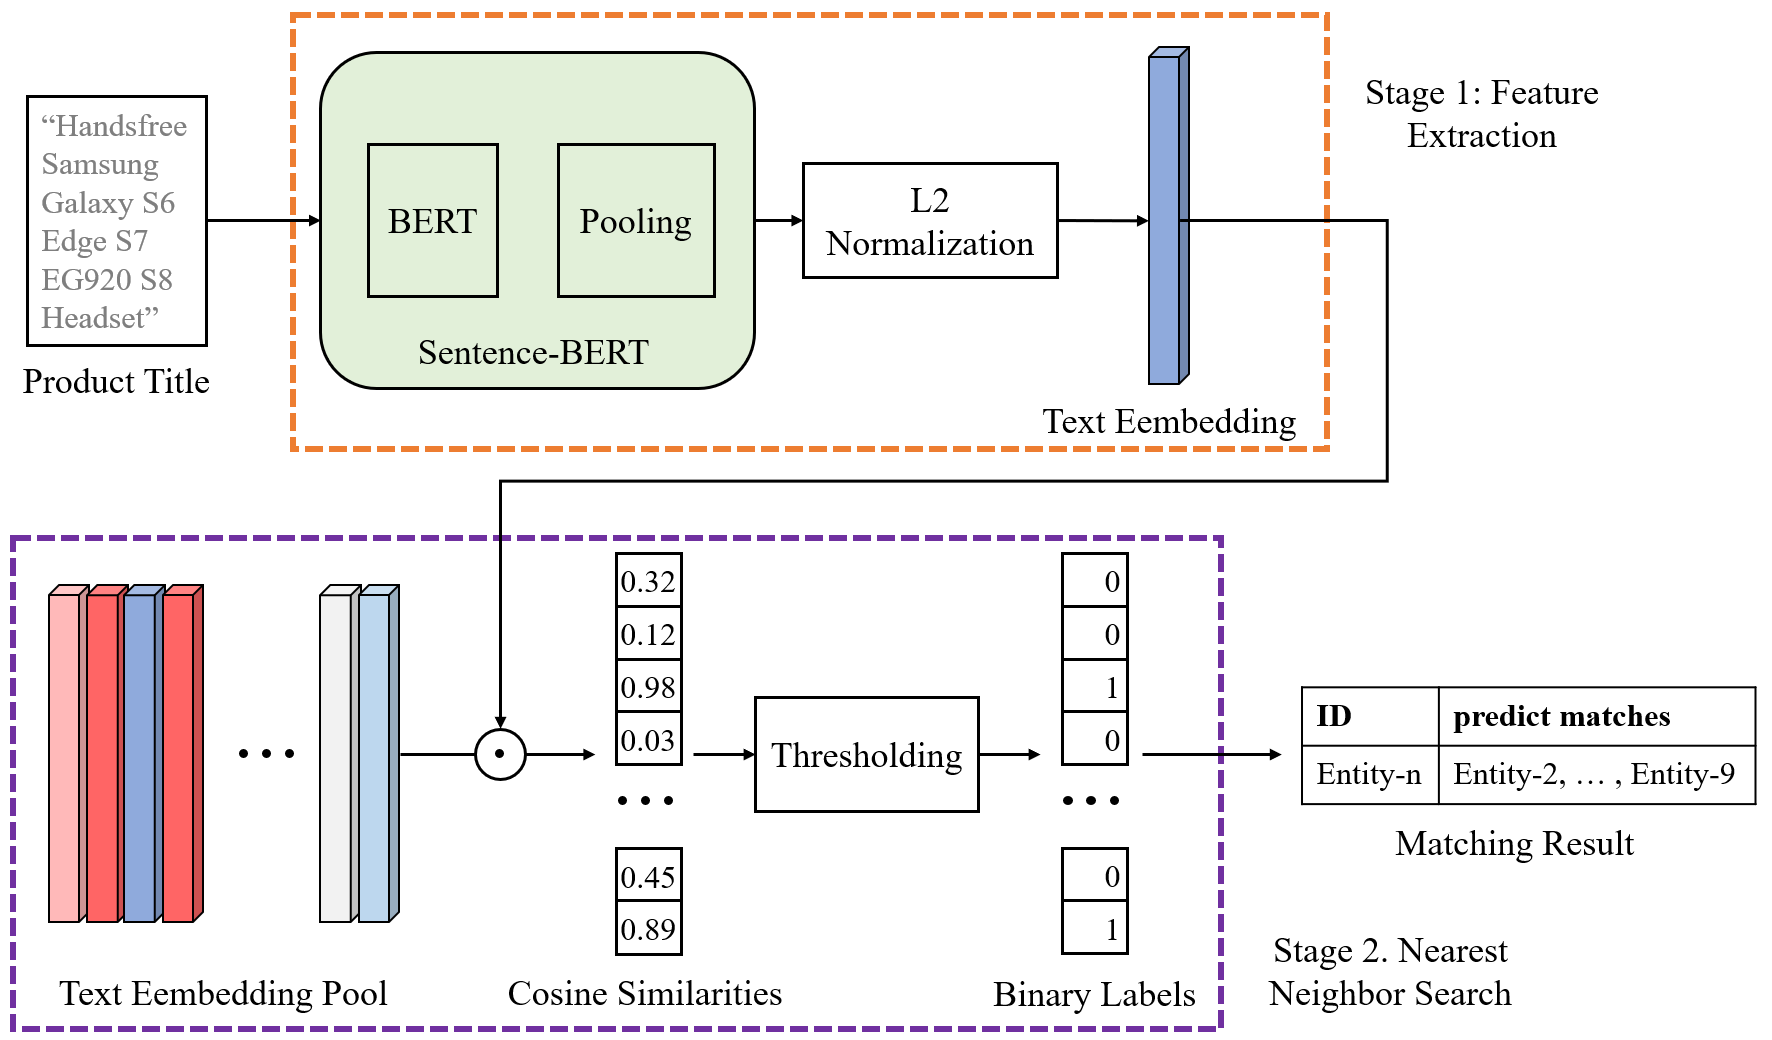 “Handsfree
Samsung
Galaxy S6
Edge S7
EG920 S8
Headset”
Product Title
BERT
Pooling
Sentence-BERT
L2
Normalization
Text Eembedding
Stage 1: Feature
Extraction
Text Eembedding Pool
0.32
0.12
0.98
0.03
0.45
0.89
Cosine Similarities
Thresholding
0
0
1
0
0
1
Binary Labels
ID predict matches
Entity-n Entity-2, … , Entity-9
Matching Result
Stage 2. Nearest
Neighbor Search